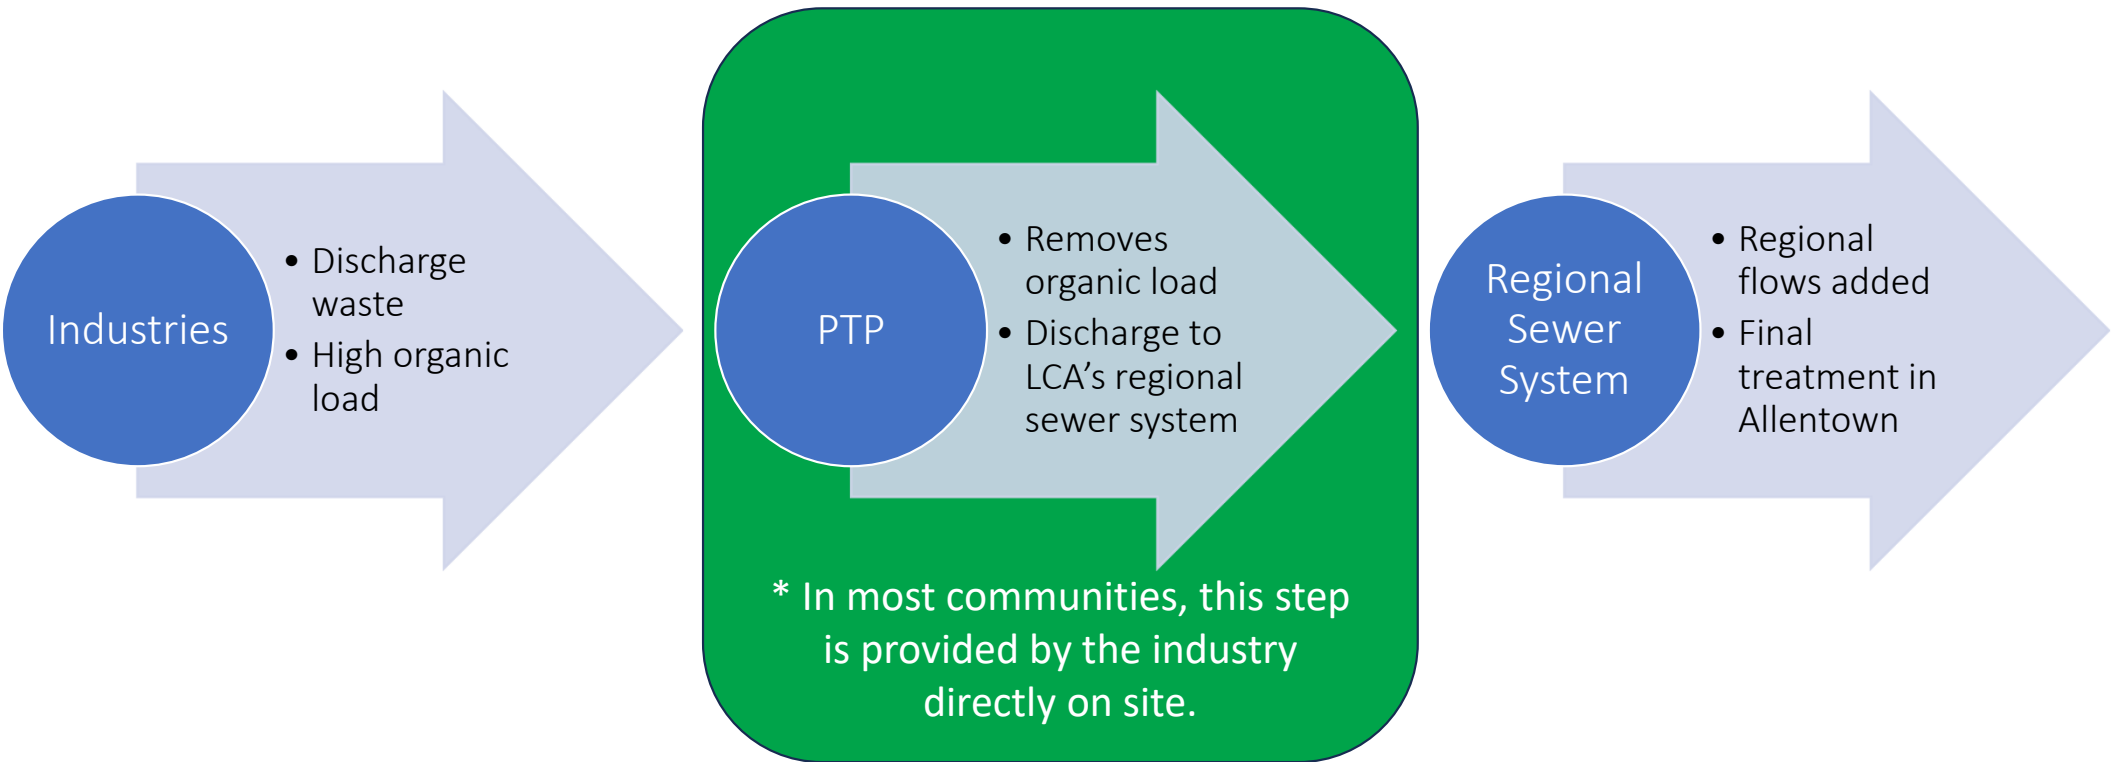 Industries
• Discharge
waste
• High organic
load
PTP
• Removes
organic load
• Discharge to
LCA’s regional
sewer system
* In most communities, this step
is provided by the industry
directly on site.
Regional
Sewer
System
• Regional
flows added
• Final
treatment in
Allentown